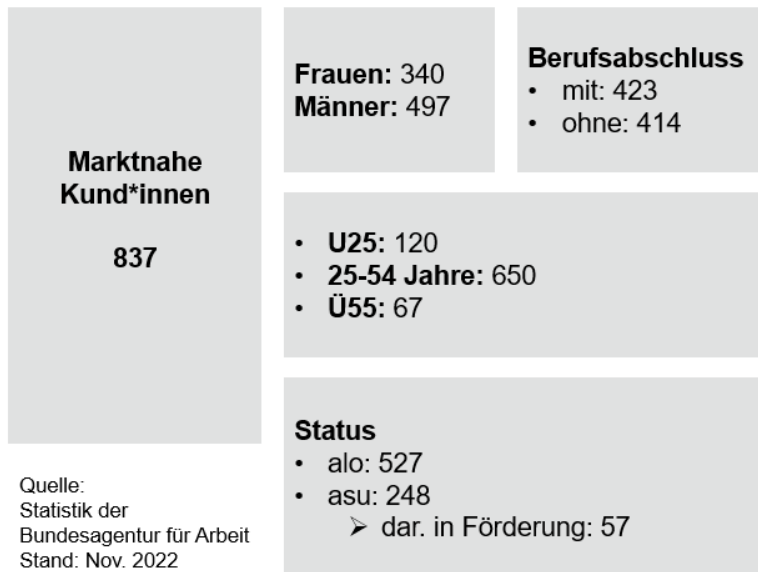 Marktnahe
Kund*innen
837
Quelle:
Statistik der
Bundesagentur für Arbeit
Stand: Nov. 2022
Frauen: 340
Männer: 497
Berufsabschluss
• mit: 423
• ohne: 414
• U25: 120
• 25-54 Jahre: 650
• Ü55: 67
Status
• alo: 527
• asu: 248
➢ dar. in Förderung: 57